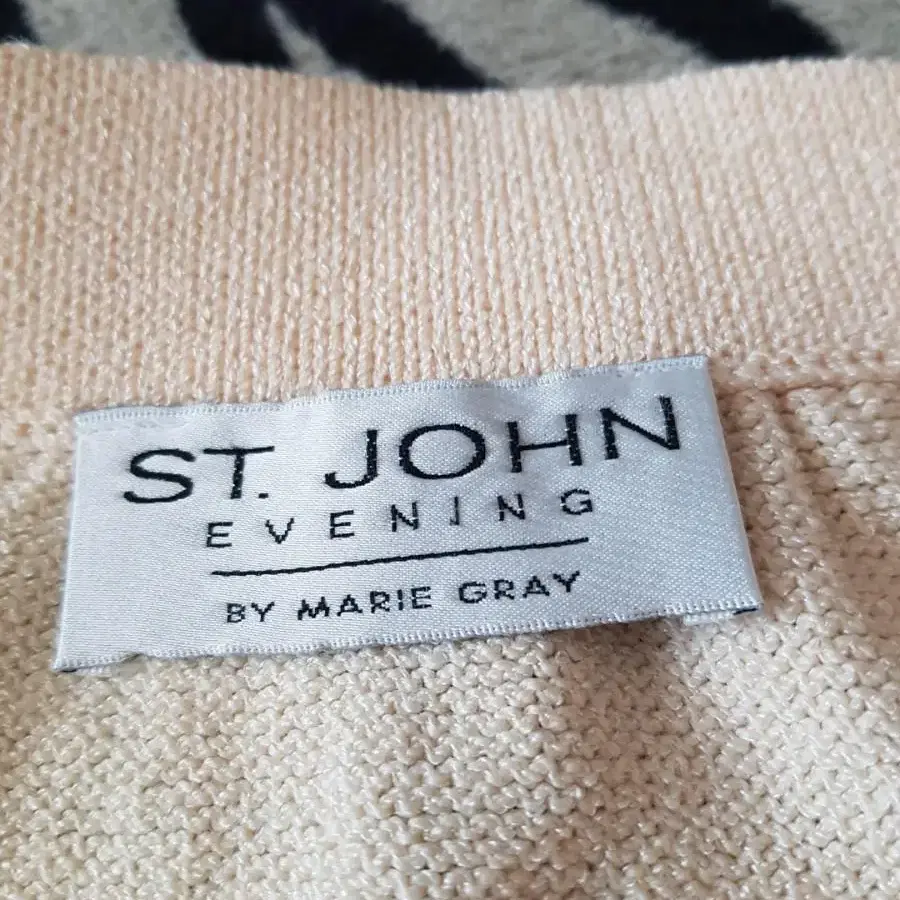 ST. JOHN
EVENING
BY MARIE GRAY